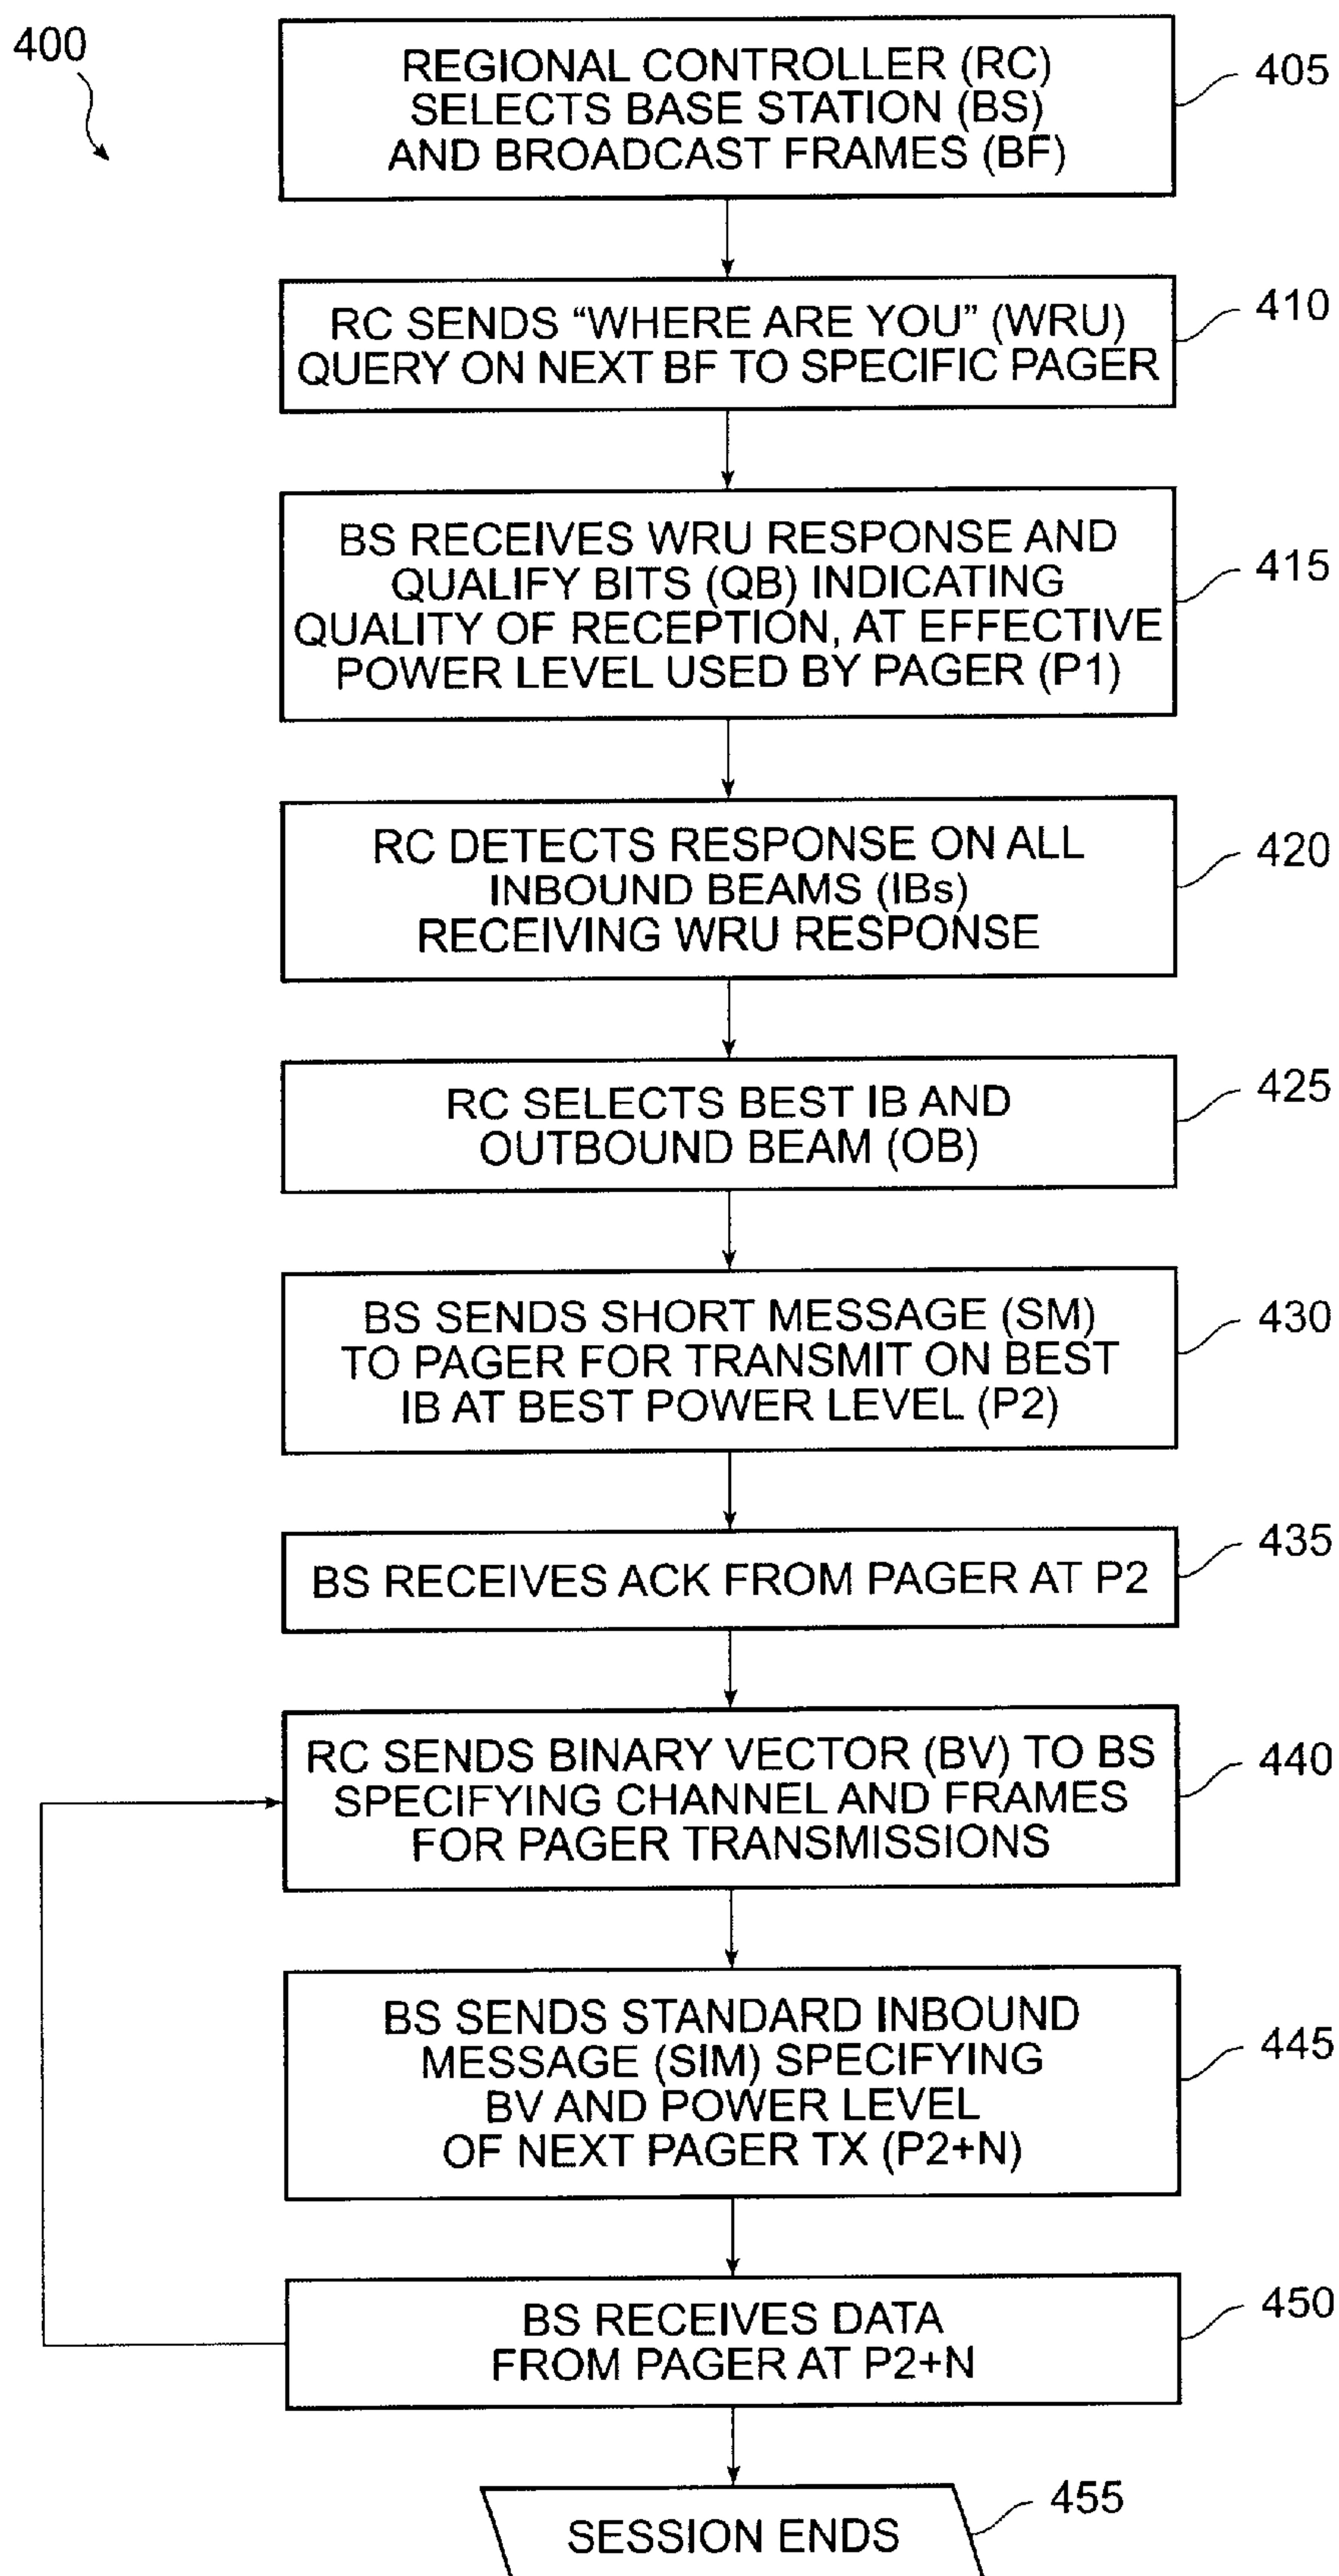 400
REGIONAL CONTROLLER (RC)
SELECTS BASE STATION (BS)
AND BROADCAST FRAMES (BF)
405
RC SENDS “WHERE ARE YOU” (WRU)
QUERY ON NEXT BF TO SPECIFIC PAGER
410
BS RECEIVES WRU RESPONSE AND
QUALIFY BITS (QB) INDICATING
QUALITY OF RECEPTION, AT EFFECTIVE
POWER LEVEL USED BY PAGER (P1)
415
RC DETECTS RESPONSE ON ALL
INBOUND BEAMS (IBs)
RECEIVING WRU RESPONSE
420
RC SELECTS BEST IB AND
OUTBOUND BEAM (OB)
425
BS SENDS SHORT MESSAGE (SM)
TO PAGER FOR TRANSMIT ON BEST
IB AT BEST POWER LEVEL (P2)
430
BS RECEIVES ACK FROM PAGER AT P2
435
RC SENDS BINARY VECTOR (BV) TO BS
SPECIFYING CHANNEL AND FRAMES
FOR PAGER TRANSMISSIONS
440
BS SENDS STANDARD INBOUND
MESSAGE (SIM) SPECIFYING
BV AND POWER LEVEL
OF NEXT PAGER TX (P2+N)
445
BS RECEIVES DATA
FROM PAGER AT P2+N
450
SESSION ENDS
455